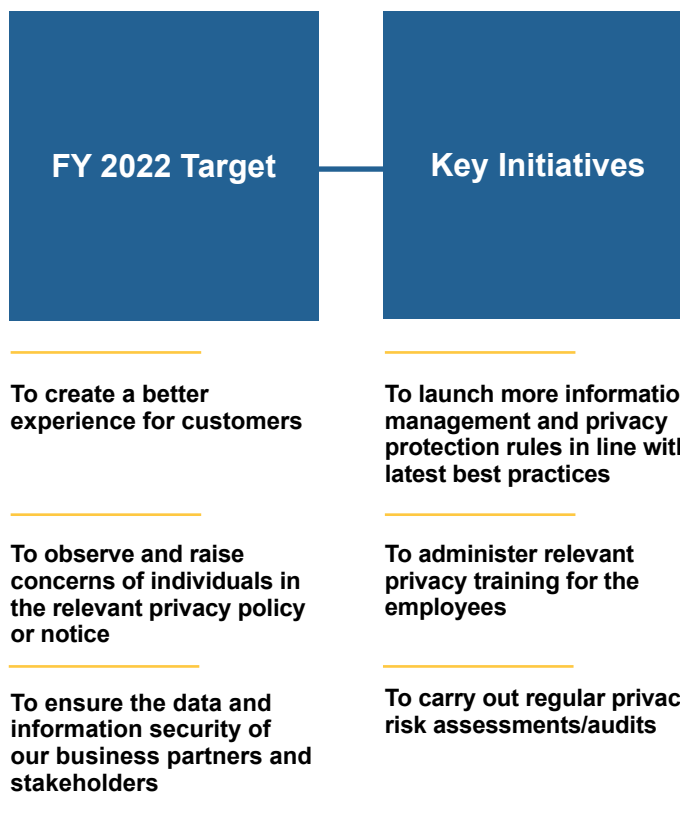 FY 2022 Target
Key Initiatives
To create a better
experience for customers
To launch more informatio
management and privacy
protection rules in line with
latest best practices
To observe and raise
concerns of individuals in
the relevant privacy policy
or notice
To administer relevant
privacy training for the
employees
To ensure the data and
information security of
our business partners and
stakeholders
To carry out regular privac
risk assessments/audits